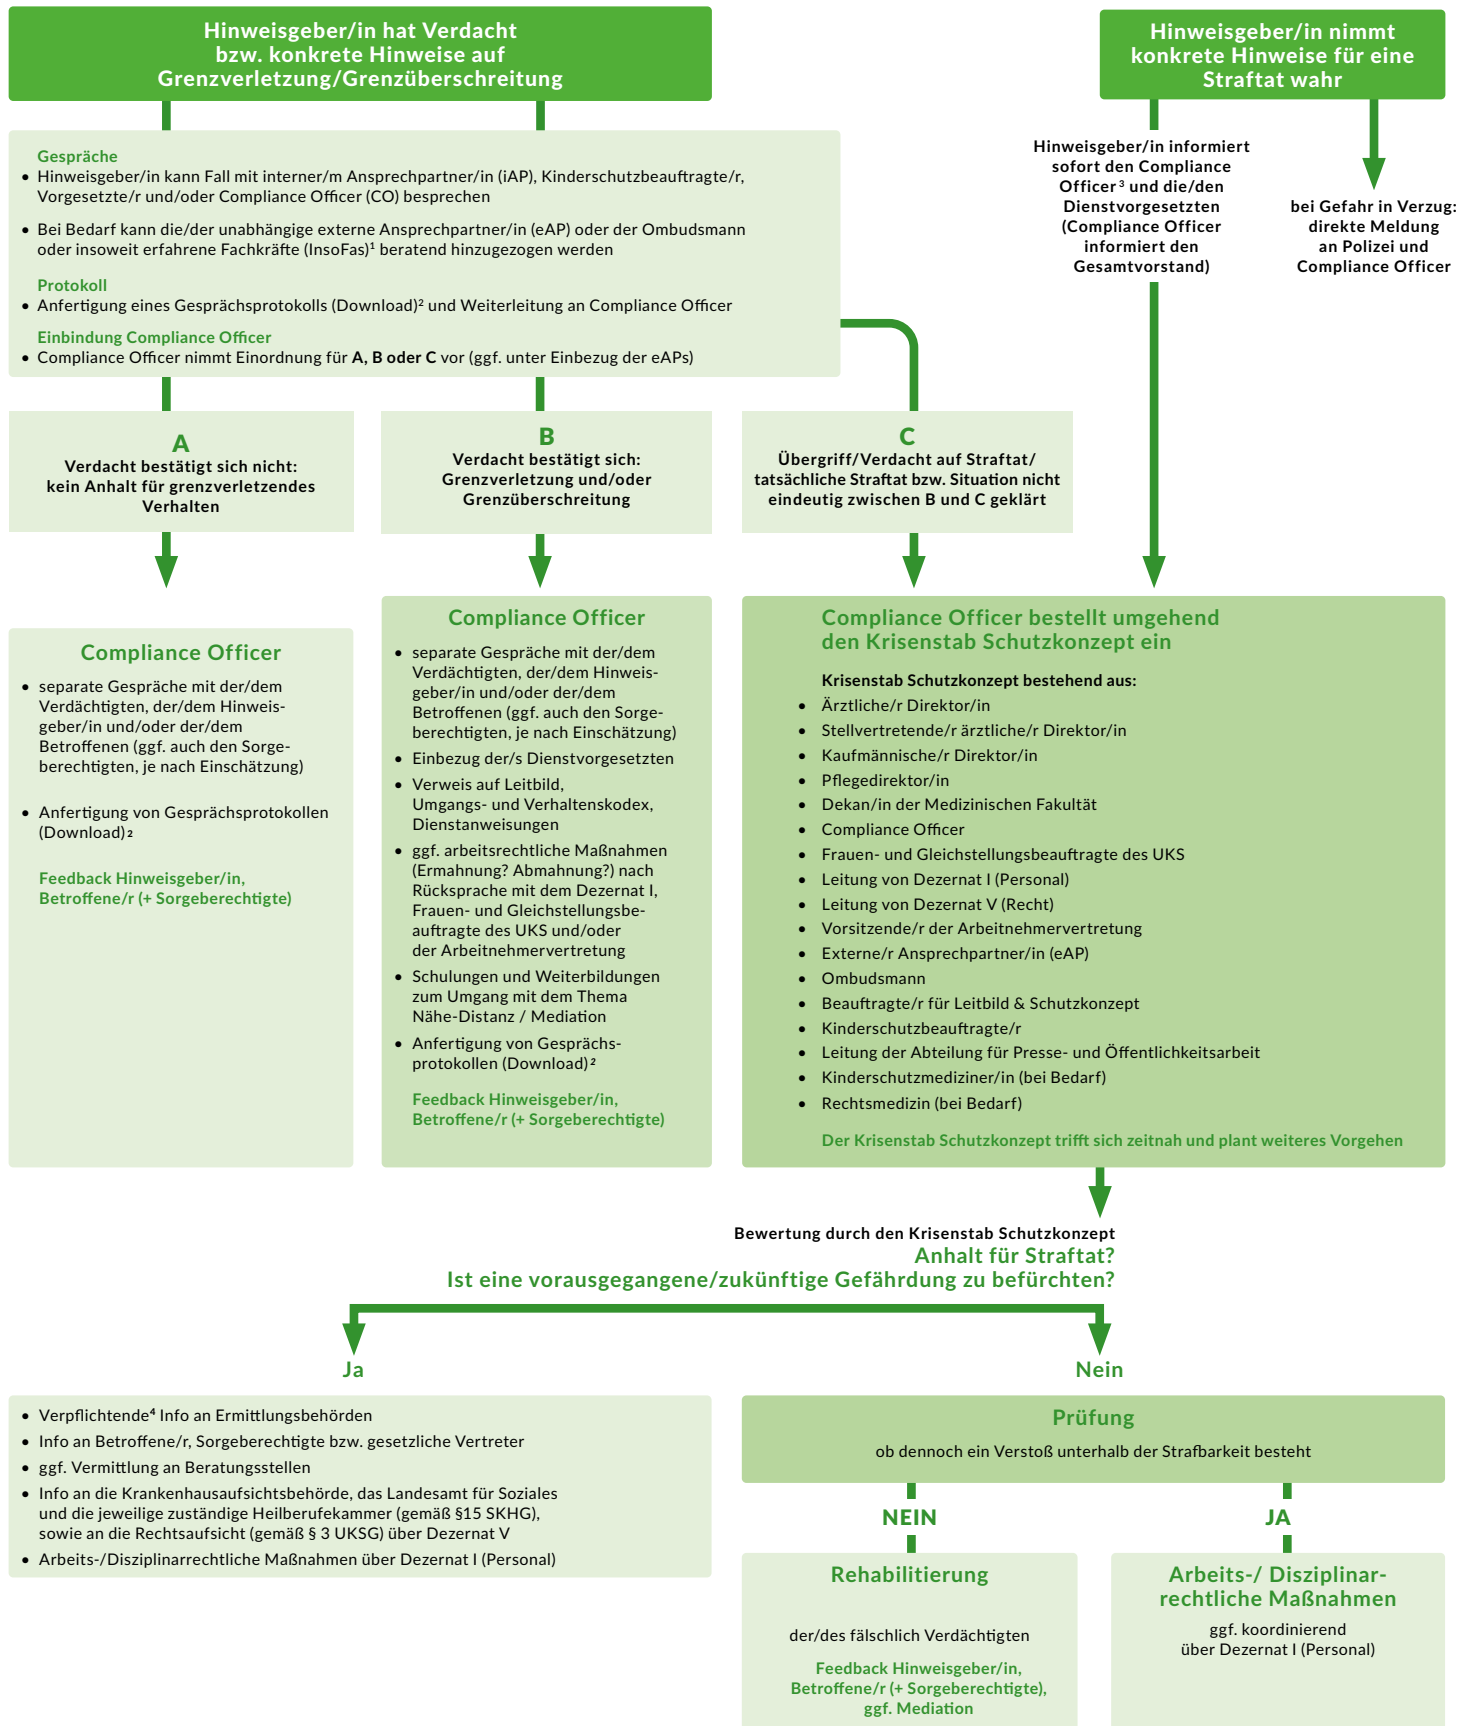 Hinweisgeber/in hat Verdacht
bzw. konkrete Hinweise auf
Grenzverletzung/Grenzüberschreitung
Hinweisgeber/in nimmt
konkrete Hinweise für eine
Straftat wahr
Gespräche
• Hinweisgeber/in kann Fall mit interner/m Ansprechpartner/in (iAP), Kinderschutzbeauftragte/r,
Vorgesetzte/r und/oder Compliance Officer (CO) besprechen
• Bei Bedarf kann die/der unabhängige externe Ansprechpartner/in (eAP) oder der Ombudsmann
oder insoweit erfahrene Fachkräfte (InsoFas)¹ beratend hinzugezogen werden
Protokoll
• Anfertigung eines Gesprächsprotokolls (Download)² und Weiterleitung an Compliance Officer
Einbindung Compliance Officer
• Compliance Officer nimmt Einordnung für A, B oder C vor (ggf. unter Einbezug der eAPs)
Hinweisgeber/in informiert
sofort den Compliance
Officer³ und die/den
Dienstvorgesetzten
(Compliance Officer
informiert den
Gesamtvorstand)
bei Gefahr in Verzug:
direkte Meldung
an Polizei und
Compliance Officer
A
Verdacht bestätigt sich nicht:
kein Anhalt für grenzverletzendes
Verhalten
B
Verdacht bestätigt sich:
Grenzverletzung und/oder
Grenzüberschreitung
C
Übergriff/Verdacht auf Straftat/
tatsächliche Straftat bzw. Situation nicht
eindeutig zwischen B und C geklärt
Compliance Officer
• separate Gespräche mit der/dem
Verdächtigten, der/dem Hinweis-
geber/in und/oder der/dem
Betroffenen (ggf. auch den Sorge-
berechtigten, je nach Einschätzung)
• Anfertigung von Gesprächsprotokollen
(Download)²
Feedback Hinweisgeber/in,
Betroffene/r (+ Sorgeberechtigte)
Compliance Officer
• separate Gespräche mit der/dem
Verdächtigten, der/dem Hinweis-
geber/in und/oder der/dem
Betroffenen (ggf. auch den Sorge-
berechtigten, je nach Einschätzung)
• Einbezug der/s Dienstvorgesetzten
• Verweis auf Leitbild,
Umgangs- und Verhaltenskodex,
Dienstanweisungen
• ggf. arbeitsrechtliche Maßnahmen
(Ermahnung? Abmahnung?) nach
Rücksprache mit dem Dezernat I,
Frauen- und Gleichstellungsbe-
auftragte des UKS und/oder
der Arbeitnehmervertretung
• Schulungen und Weiterbildungen
zum Umgang mit dem Thema
Nähe-Distanz / Mediation
• Anfertigung von Gesprächs-
protokollen (Download)²
Feedback Hinweisgeber/in,
Betroffene/r (+ Sorgeberechtigte)
Compliance Officer bestellt umgehend
den Krisenstab Schutzkonzept ein
Krisenstab Schutzkonzept bestehend aus:
• Ärztliche/r Direktor/in
• Stellvertretende/r ärztliche/r Direktor/in
• Kaufmännische/r Direktor/in
• Pflegedirektor/in
• Dekan/in der Medizinischen Fakultät
• Compliance Officer
• Frauen- und Gleichstellungsbeauftragte des UKS
• Leitung von Dezernat I (Personal)
• Leitung von Dezernat V (Recht)
• Vorsitzende/r der Arbeitnehmervertretung
• Externe/r Ansprechpartner/in (eAP)
• Ombudsmann
• Beauftragte/r für Leitbild & Schutzkonzept
• Kinderschutzbeauftragte/r
• Leitung der Abteilung für Presse- und Öffentlichkeitsarbeit
• Kinderschutzmediziner/in (bei Bedarf)
• Rechtsmedizin (bei Bedarf)
Der Krisenstab Schutzkonzept trifft sich zeitnah und plant weiteres Vorgehen
Bewertung durch den Krisenstab Schutzkonzept
Anhalt für Straftat?
Ist eine vorausgegangene/zukünftige Gefährdung zu befürchten?
Ja
Nein
• Verpflichtende⁴ Info an Ermittlungsbehörden
• Info an Betroffene/r, Sorgeberechtigte bzw. gesetzliche Vertreter
• ggf. Vermittlung an Beratungsstellen
• Info an die Krankenhausaufsichtsbehörde, das Landesamt für Soziales
und die jeweilige zuständige Heilberufekammer (gemäß §15 SKHG),
sowie an die Rechtsaufsicht (gemäß § 3 UKSG) über Dezernat V
• Arbeits-/Disziplinarrechtliche Maßnahmen über Dezernat I (Personal)
Prüfung
ob dennoch ein Verstoß unterhalb der Strafbarkeit besteht
NEIN
JA
Rehabilitierung
der/des fälschlich Verdächtigten
Feedback Hinweisgeber/in,
Betroffene/r (+ Sorgeberechtigte),
ggf. Mediation
Arbeits-/ Disziplinar-
rechtliche Maßnahmen
ggf. koordinierend
über Dezernat I (Personal)